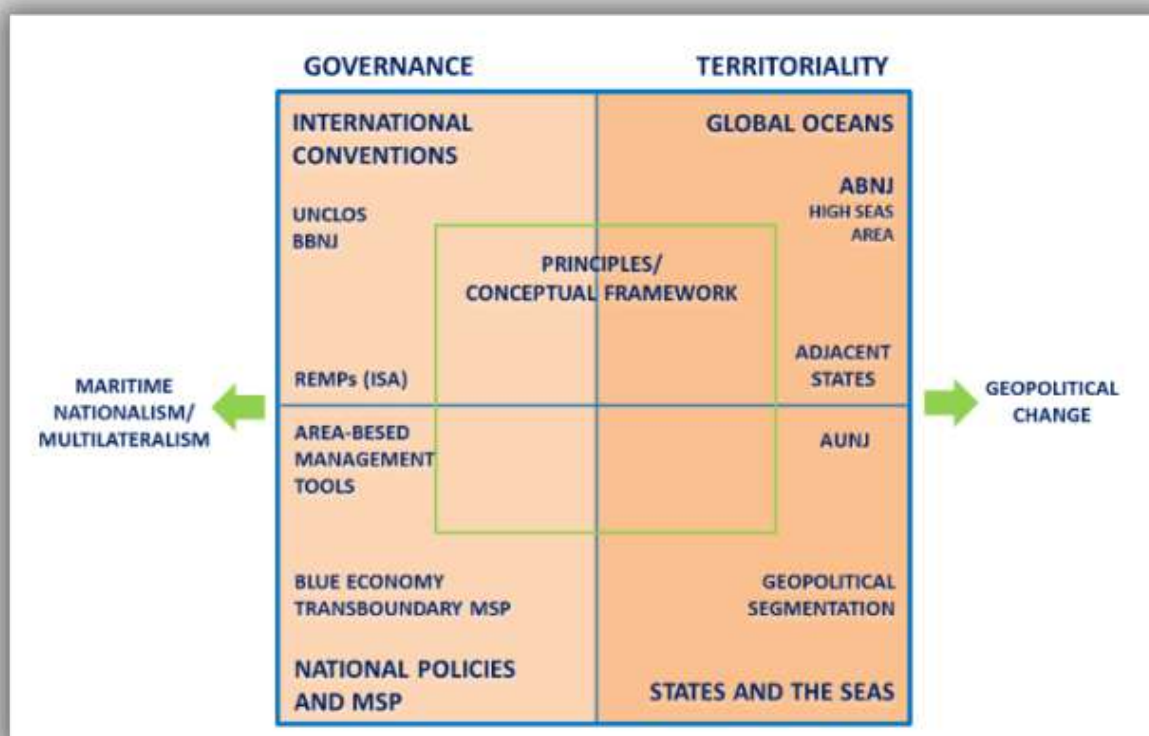 GOVERNANCE
TERRITORIALITY
INTERNATIONAL
CONVENTIONS
GLOBAL OCEANS
UNCLOS
BBNJ
ABNJ
HIGH SEAS
AREA
PRINCIPLES/
CONCEPTUAL FRAMEWORK
REMPs (ISA)
ADJACENT
STATES
MARITIME
NATIONALISM/
MULTILATERALISM
GEOPOLITICAL
CHANGE
AREA-BESED
MANAGEMENT
TOOLS
AUNJ
BLUE ECONOMY
TRANSBOUNDARY MSP
GEOPOLITICAL
SEGMENTATION
NATIONAL POLICIES
AND MSP
STATES AND THE SEAS